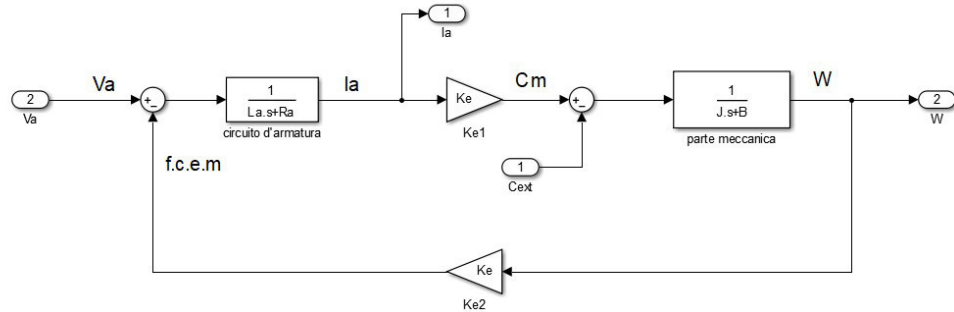 1
Ia
Va
Ia
Cm
W
2
Va
+
−
1
La.s+Ra
circuito d'armatura
Ke
Ke1
+
−
1
J.s+B
parte meccanica
2
W
f.c.e.m
1
Cext
Ke
Ke2